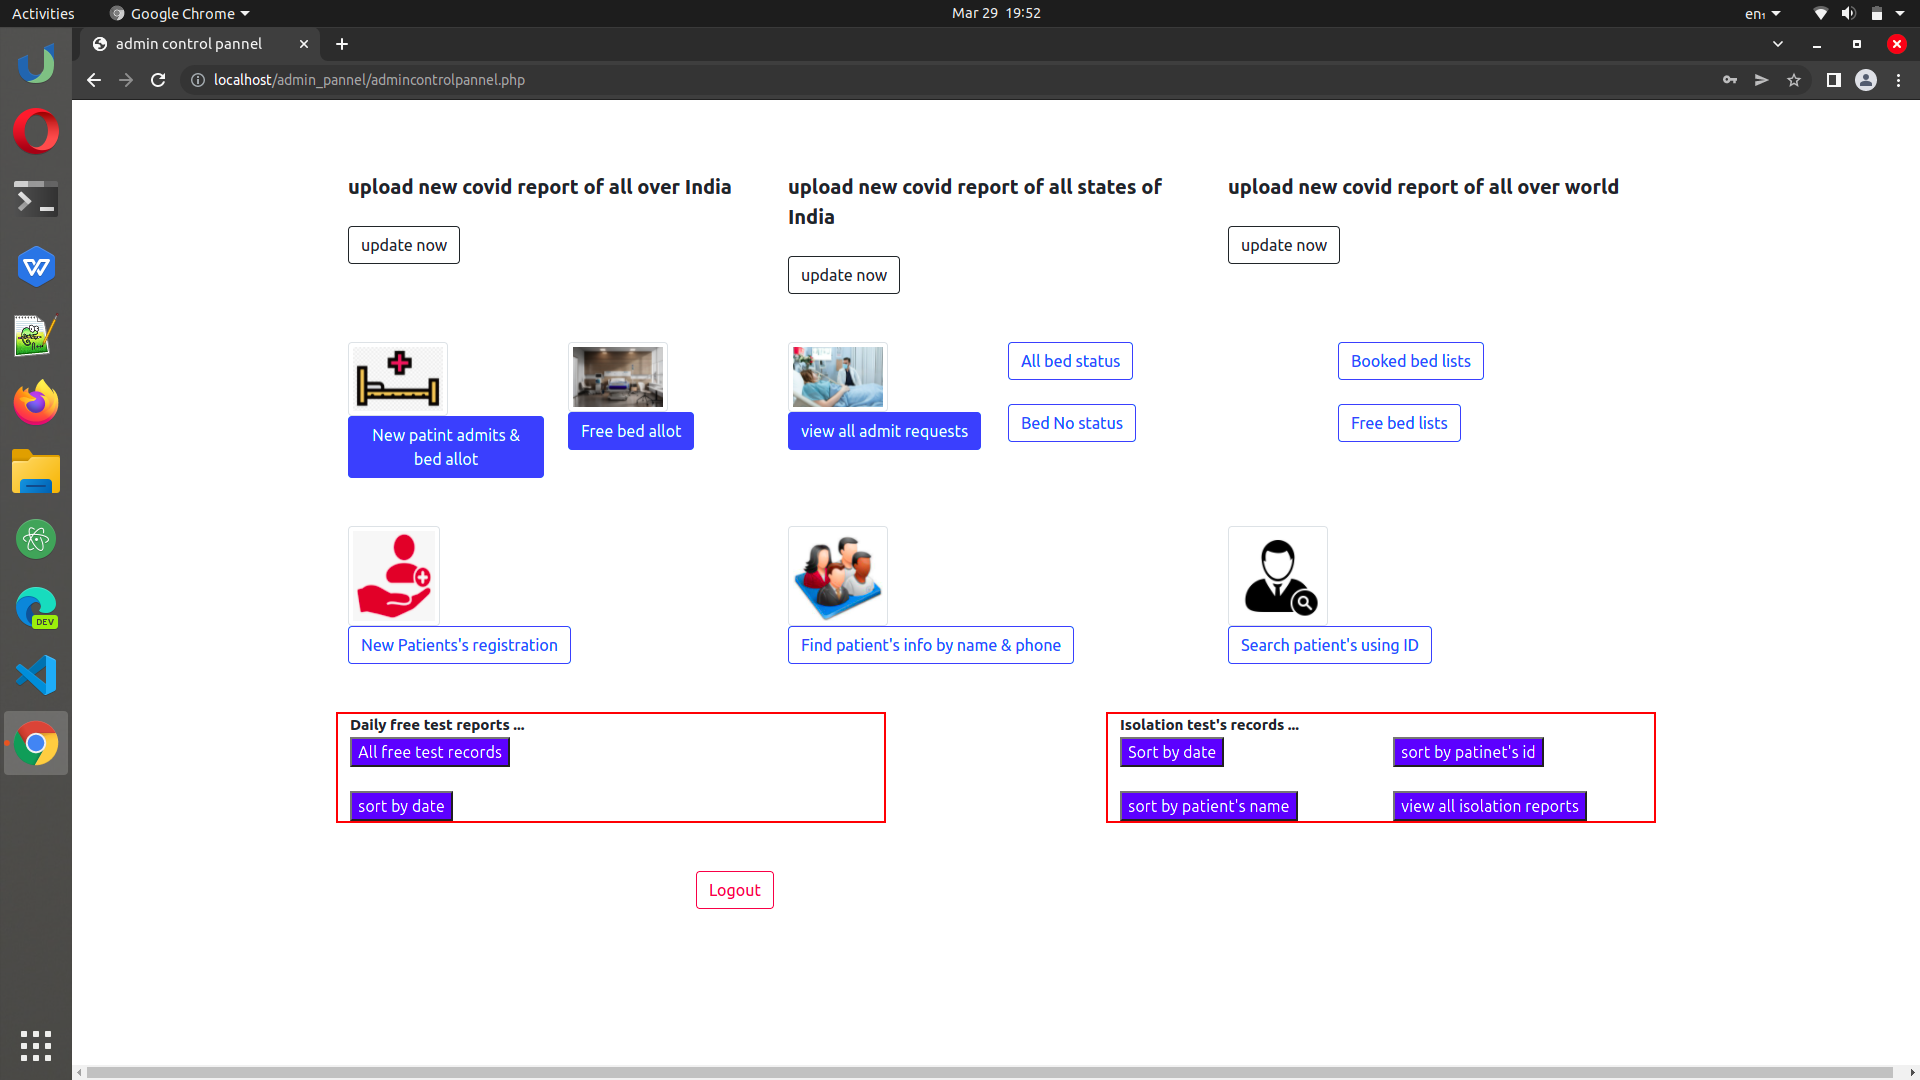 Activities
Google Chrome
Mar 29 19:52
en₁
admin control pannel
localhost/admin_pannel/admincontrolpannel.php
upload new covid report of all over India
update now
upload new covid report of all states of
India
update now
upload new covid report of all over world
update now
New patint admits &
bed allot
Free bed allot
view all admit requests
All bed status
Bed No status
Booked bed lists
Free bed lists
New Patients's registration
Find patient's info by name & phone
Search patient's using ID
Daily free test reports ...
All free test records
sort by date
Isolation test's records ...
Sort by date
sort by patinet's id
sort by patient's name
view all isolation reports
Logout
DEV